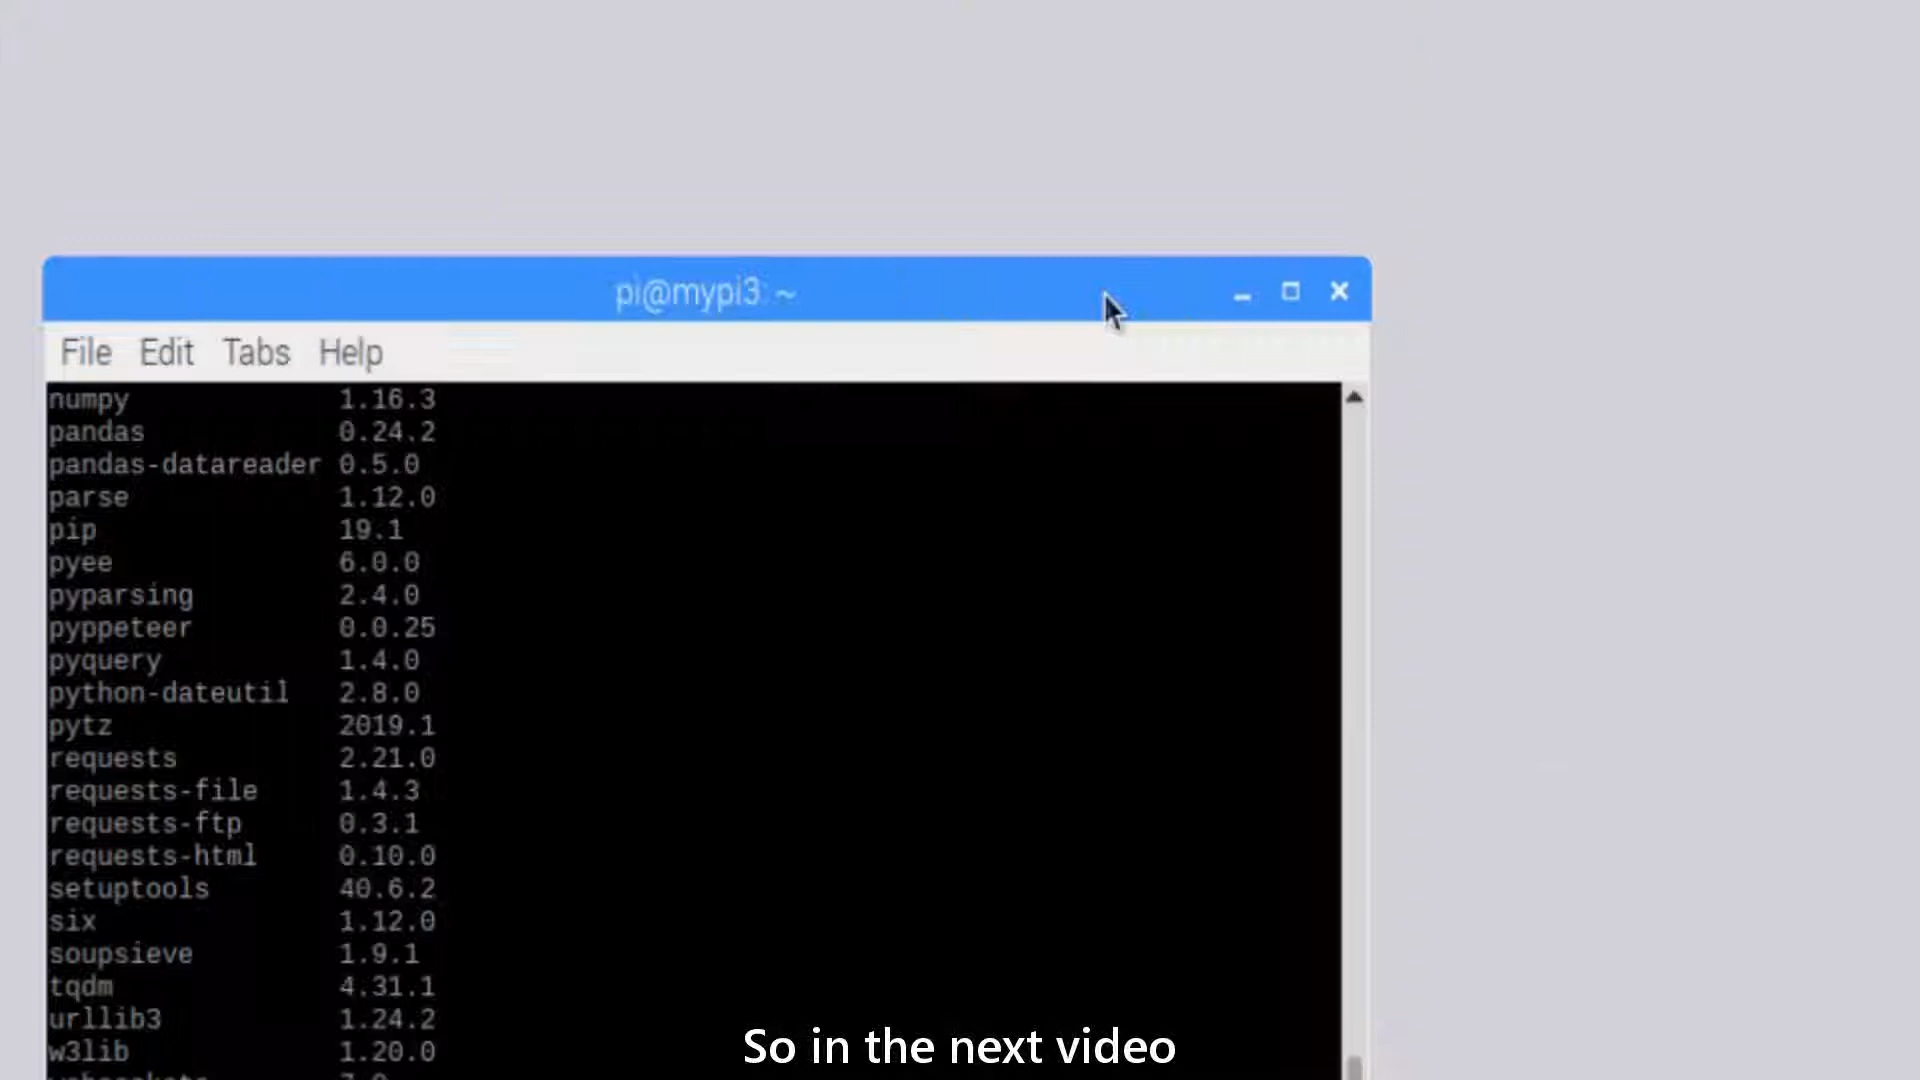 pi@mypi3: ~
File Edit Tabs Help
numpy 1.16.3
pandas 0.24.2
pandas-datareader 0.5.0
parse 1.12.0
pip 19.1
pyee 6.0.0
pyparsing 2.4.0
pyppeteer 0.0.25
pyquery 1.4.0
python-dateutil 2.8.0
pytz 2019.1
requests 2.21.0
requests-file 1.4.3
requests-ftp 0.3.1
requests-html 0.10.0
setuptools 40.6.2
six 1.12.0
soupsieve 1.9.1
tqdm 4.31.1
urllib3 1.24.2
w3lib 1.20.0
So in the next video